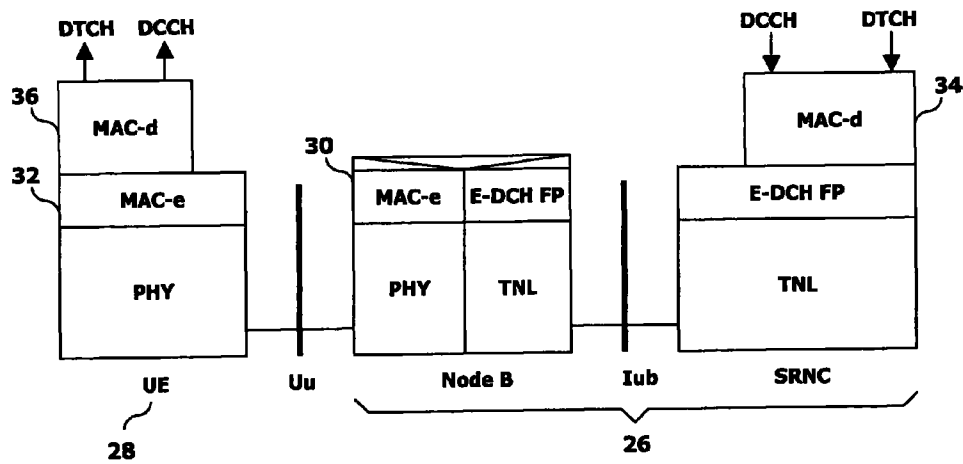 DTCH DCCH DCCH DTCH
36 MAC-d MAC-d 34
30
32 MAC-e MAC-e E-DCH FP E-DCH FP
PHY PHY TNL TNL
UE Uu Node B Iub SRNC
28 26